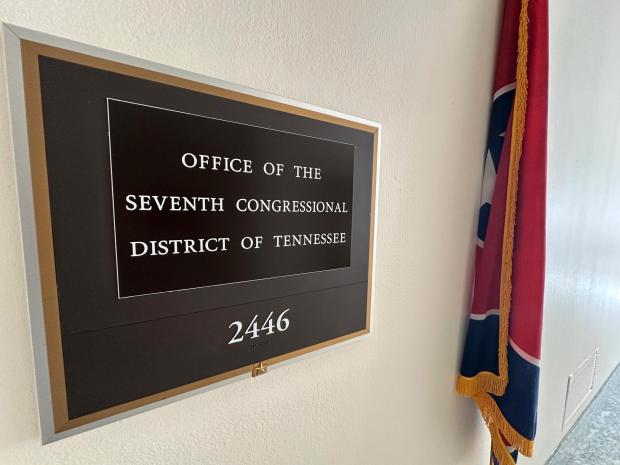 OFFICE OF THE
SEVENTH CONGRESSIONAL
DISTRICT OF TENNESSEE
2446